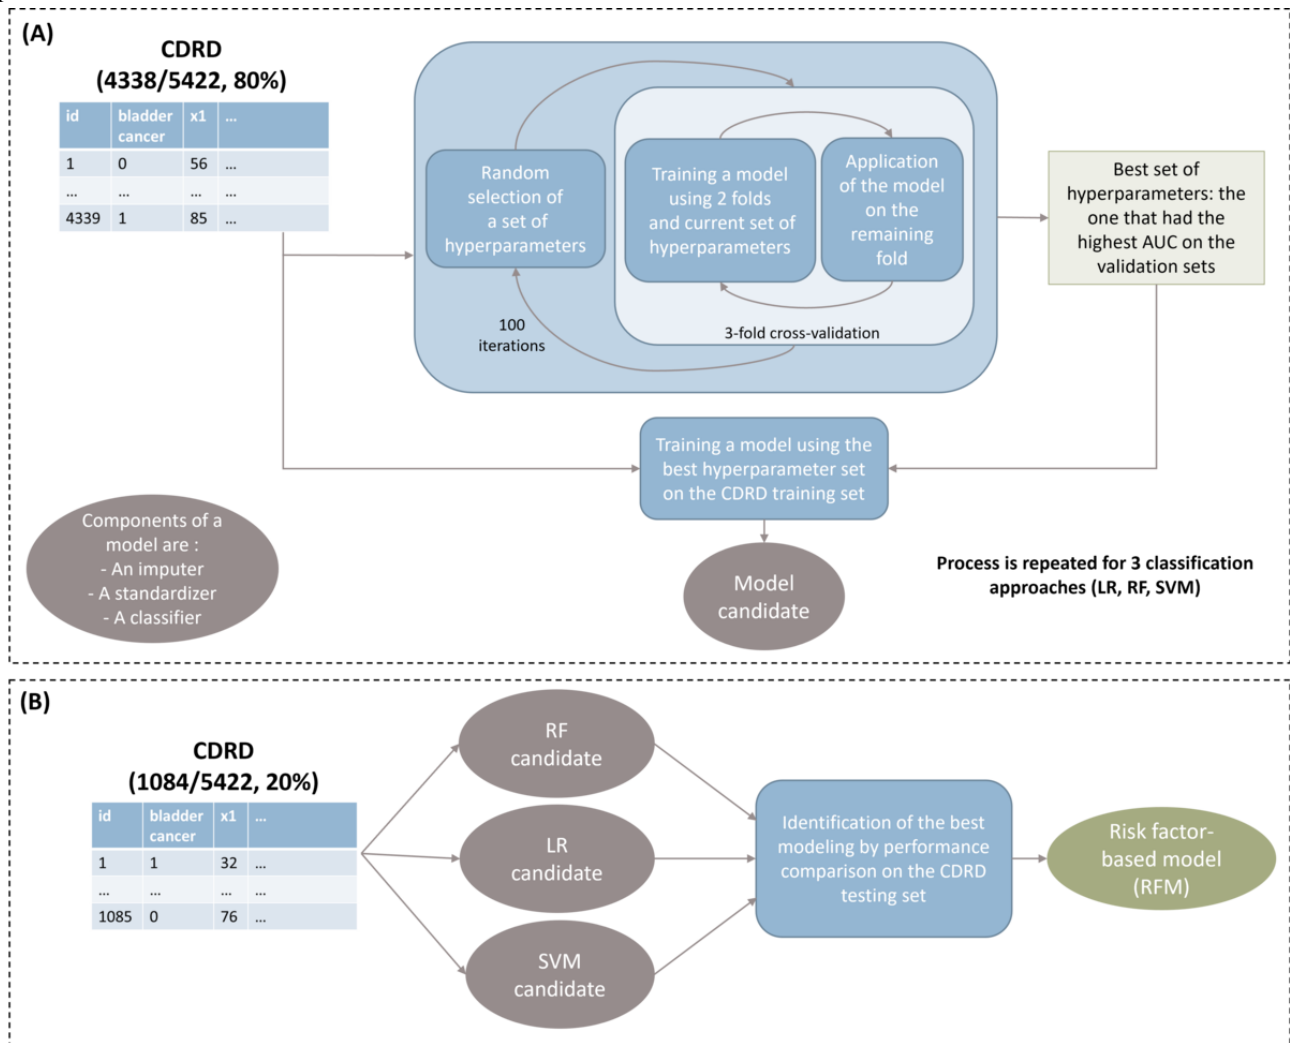 (A)
CDRD
(4338/5422, 80%)
id bladder x1 ...
cancer
1 0 56 ...
... ... ... ...
4339 1 85 ...
Random
selection of
a set of
hyperparameters
Training a model
using 2 folds
and current set of
hyperparameters
Application
of the model
on the
remaining
fold
100
iterations
3-fold cross-validation
Best set of
hyperparameters: the
one that had the
highest AUC on the
validation sets
Training a model using the
best hyperparameter set
on the CDRD training set
Components of a
model are :
- An imputer
- A standardizer
- A classifier
Model
candidate
Process is repeated for 3 classification
approaches (LR, RF, SVM)
(B)
CDRD
(1084/5422, 20%)
id bladder x1 ...
cancer
1 1 32 ...
... ... ... ...
1085 0 76 ...
RF
candidate
LR
candidate
SVM
candidate
Identification of the best
modeling by performance
comparison on the CDRD
testing set
Risk factor-
based model
(RFM)